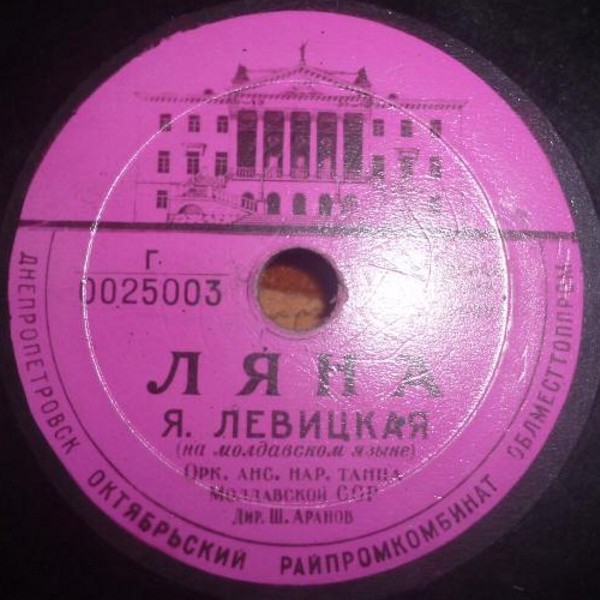 Г.
0025003
ЛЯНА
Я. ЛЕВИЦКАЯ
(на молдавском языке)
Орк. анс. нар. танца
Молдавской ССР
Дир. Ш. Аранов
ДНЕПРОПЕТРОВСК ОКТЯБРЬСКИЙ РАЙПРОМКОМБИНАТ ОБЛМЕСТТОППРОМ